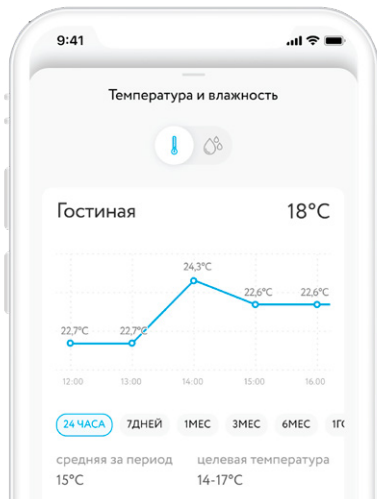 9:41
Температура и влажность
Гостиная 18°C
24,3°C
22,6°C 22,6°C
22,7°C 22,7°C
12:00 13:00 14:00 15:00 16:00
24 ЧАСА 7ДНЕЙ 1МЕС 3МЕС 6МЕС
средняя за период целевая температура
15°C 14-17°C